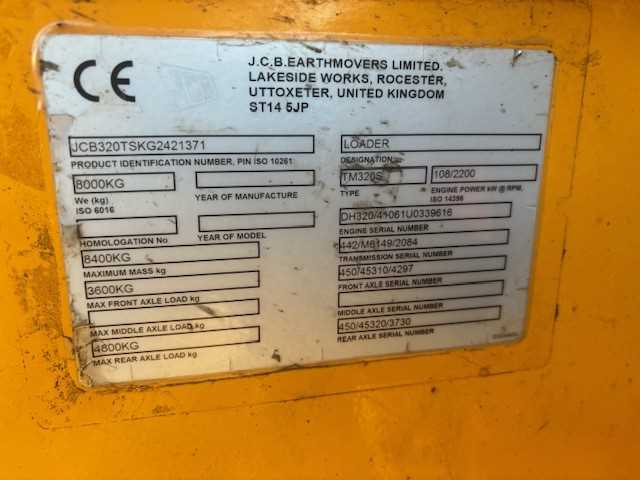 CE
J.C.B.EARTHMOVERS LIMITED.
LAKESIDE WORKS, ROCESTER,
UTTOXETER, UNITED KINGDOM
ST14 5JP
JCB320TSKG2421371
PRODUCT IDENTIFICATION NUMBER, PIN ISO 10261
8000KG
We (kg)
ISO 6016
YEAR OF MANUFACTURE
HOMOLOGATION No
YEAR OF MODEL
8400KG
MAXIMUM MASS kg
3600KG
MAX FRONT AXLE LOAD kg
MAX MIDDLE AXLE LOAD kg
4800KG
MAX REAR AXLE LOAD kg
LOADER
DESIGNATION
TM320S
TYPE
108/2200
ENGINE POWER kW @ RPM,
ISO 14396
DH320/41061U0339616
ENGINE SERIAL NUMBER
442/M6149/2084
TRANSMISSION SERIAL NUMBER
450/45310/4297
FRONT AXLE SERIAL NUMBER
MIDDLE AXLE SERIAL NUMBER
450/45320/3730
REAR AXLE SERIAL NUMBER